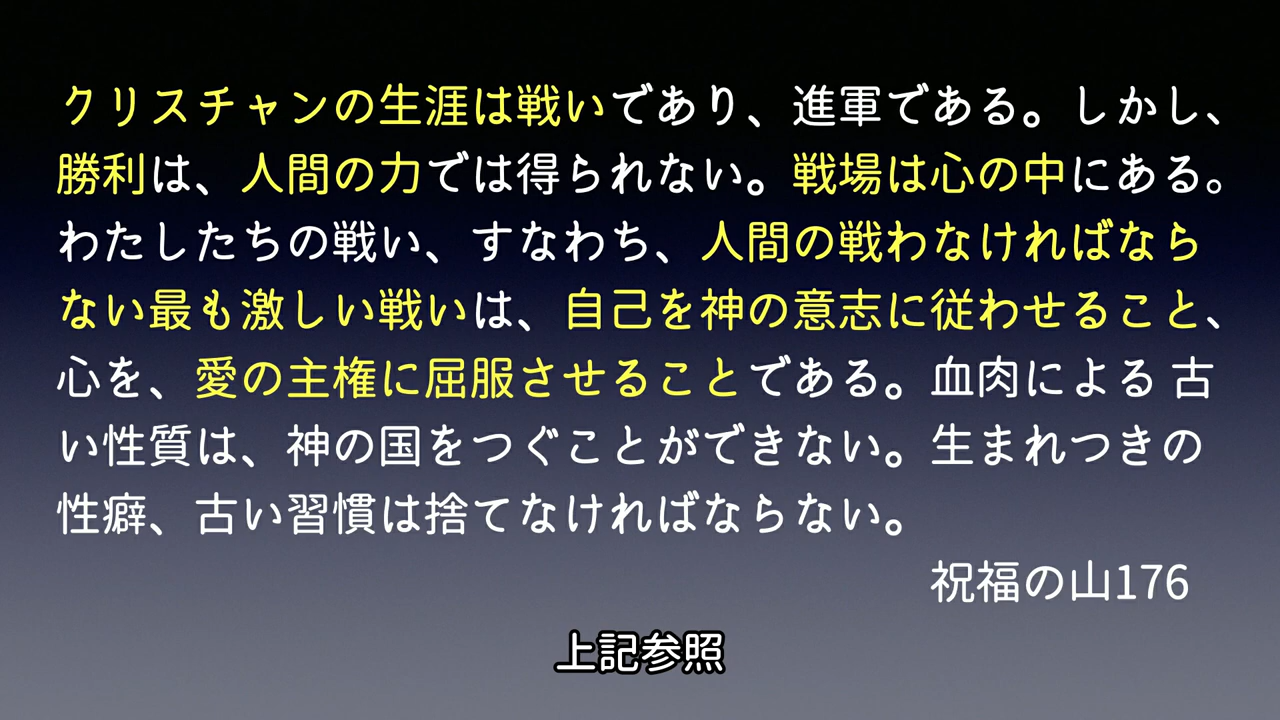 クリスチャンの生涯は戦いであり、進軍である。しかし、
勝利は、人間の力では得られない。戦場は心の中にある。
わたしたちの戦い、すなわち、人間の戦わなければなら
ない最も激しい戦いは、自己を神の意志に従わせること、
心を、愛の主権に屈服させることである。血肉による 古
い性質は、神の国をつぐことができない。生まれつきの
性癖、古い習慣は捨てなければならない。
祝福の山176
上記参照